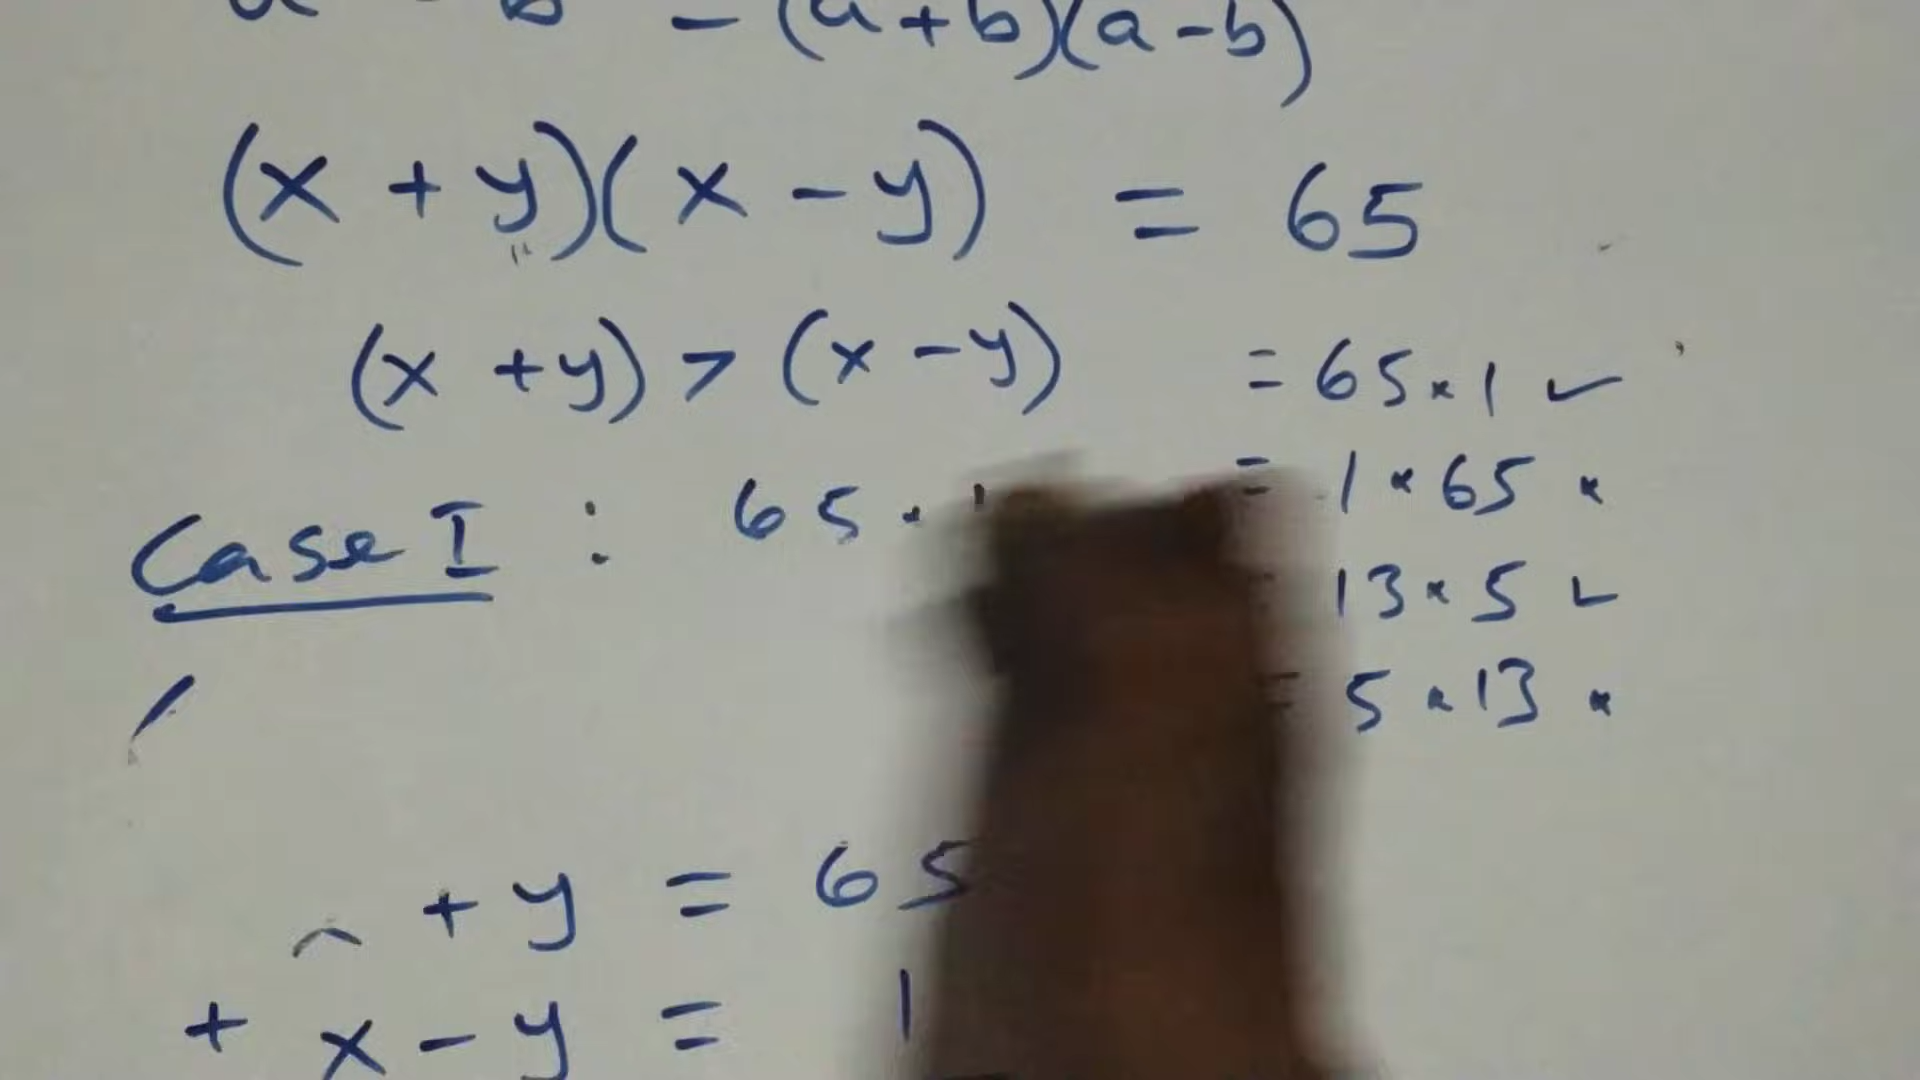 - (a+b)(a-b)
(x + y)(x - y) = 65
(x + y) > (x - y)
= 65 × 1 ✓
= 1 × 65 ×
= 13 × 5 ✓
= 5 × 13 ×
Case I : 65 ×
+ y = 65
+ x - y = 1